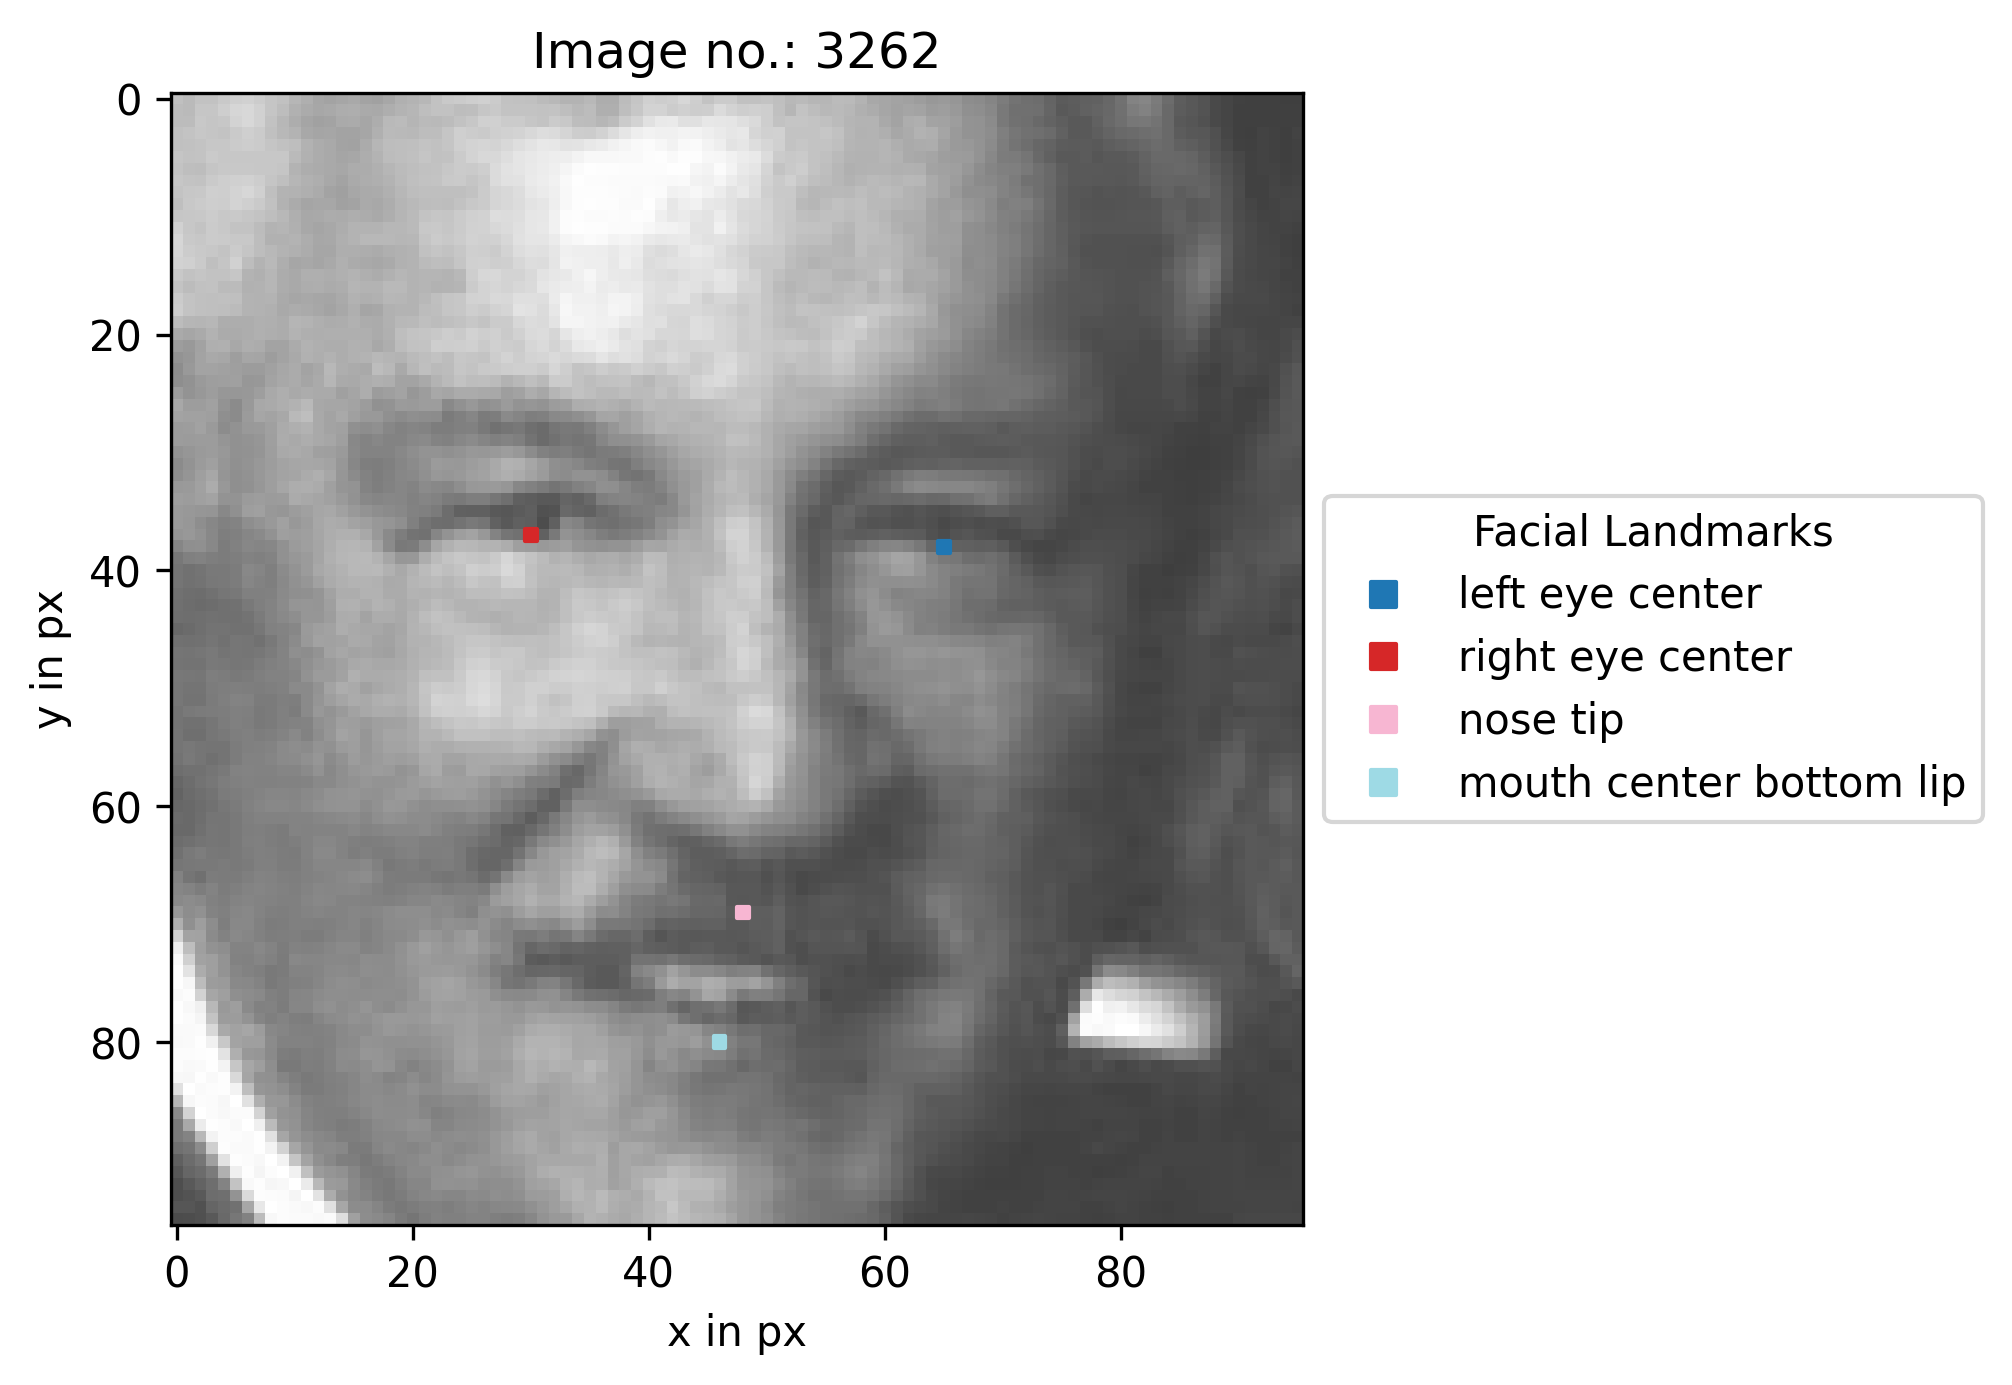 Image no.: 3262
0
20
40
60
80
y in px
0 20 40 60 80
x in px
Facial Landmarks
left eye center
right eye center
nose tip
mouth center bottom lip